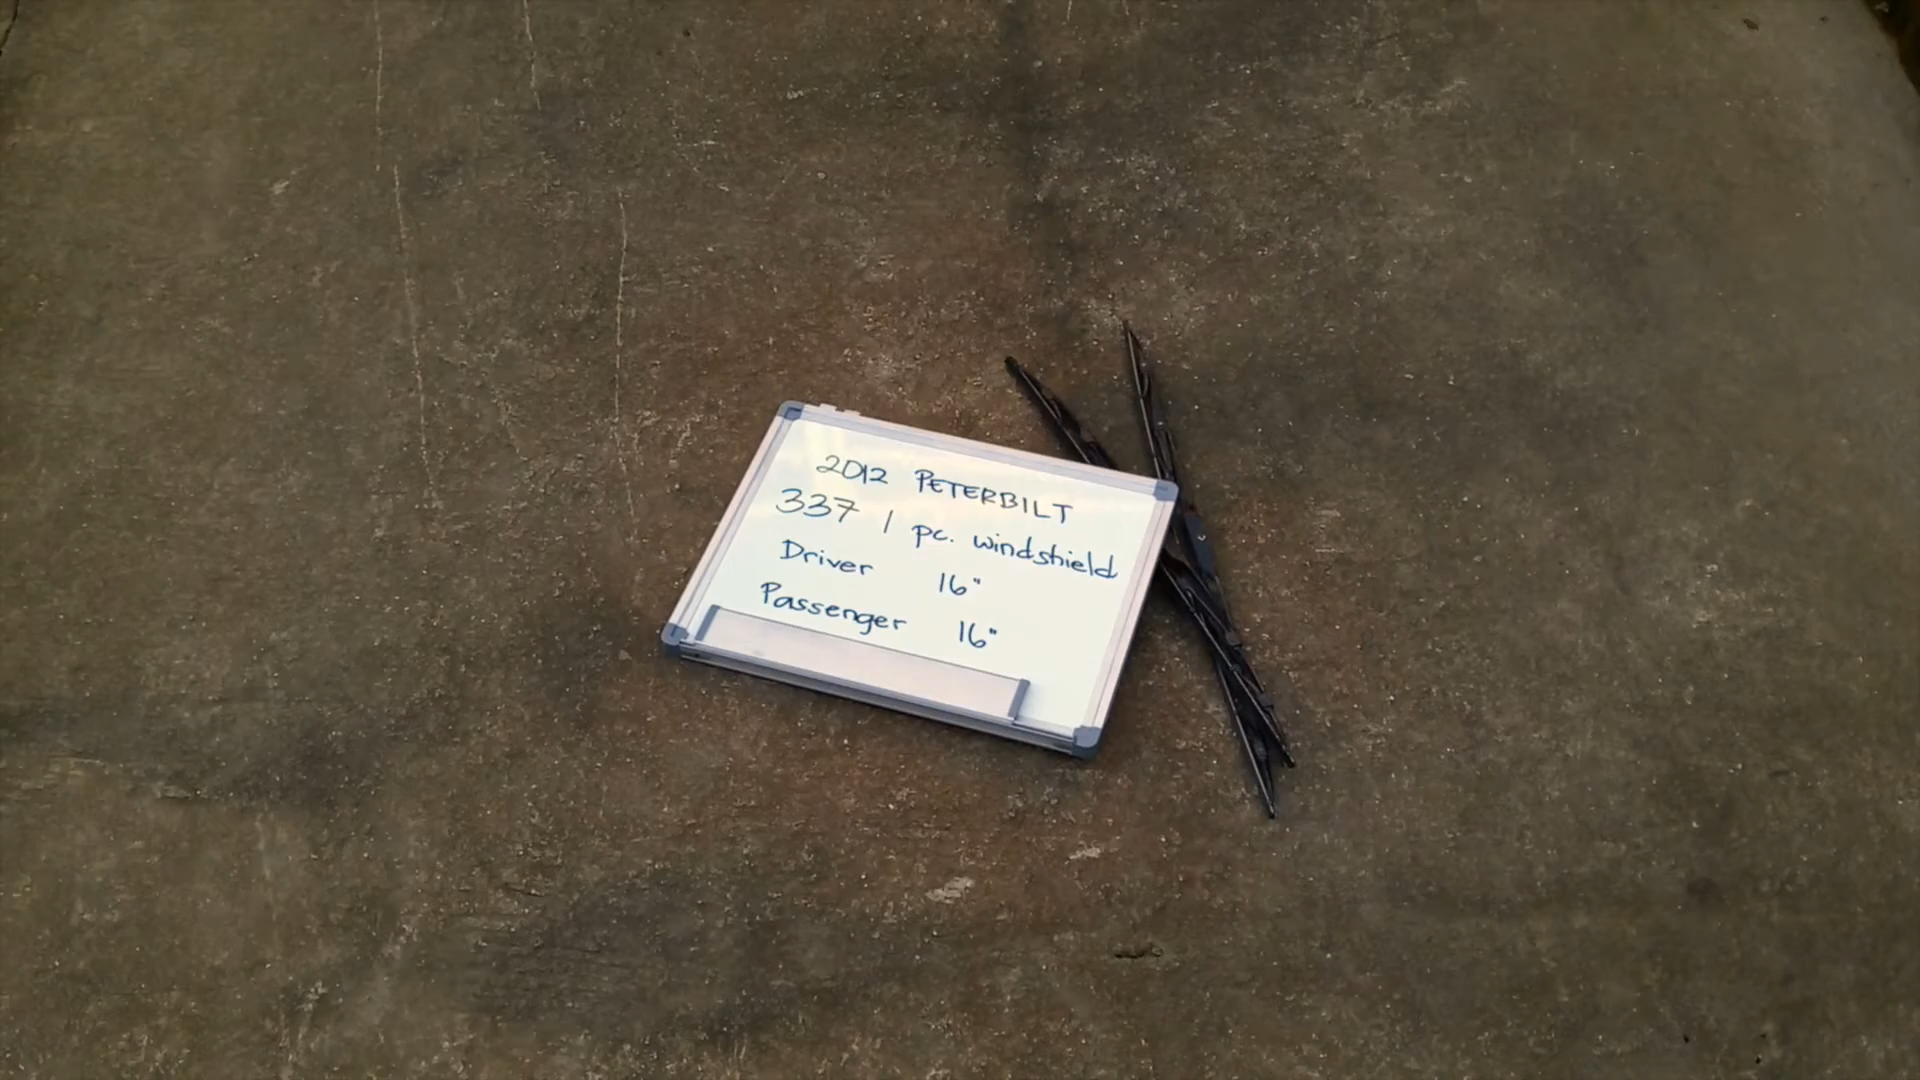 2012 PETERBILT
337 1 pc. windshield
Driver 16"
Passenger 16"